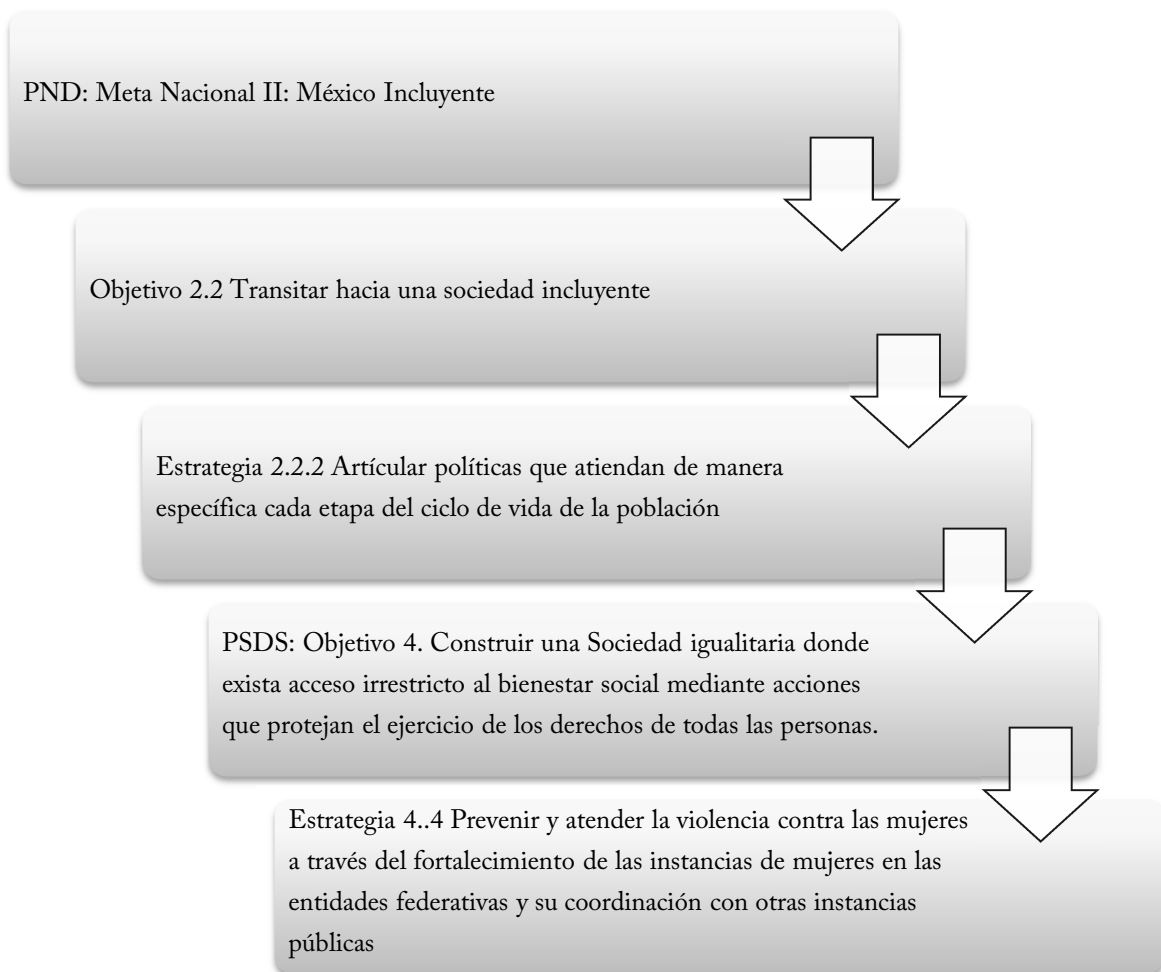 PND: Meta Nacional II: México Incluyente
Objetivo 2.2 Transitar hacia una sociedad incluyente
Estrategia 2.2.2 Artícular políticas que atiendan de manera
específica cada etapa del ciclo de vida de la población
PSDS: Objetivo 4. Construir una Sociedad igualitaria donde
exista acceso irrestricto al bienestar social mediante acciones
que protejan el ejercicio de los derechos de todas las personas.
Estrategia 4..4 Prevenir y atender la violencia contra las mujeres
a través del fortalecimiento de las instancias de mujeres en las
entidades federativas y su coordinación con otras instancias
públicas